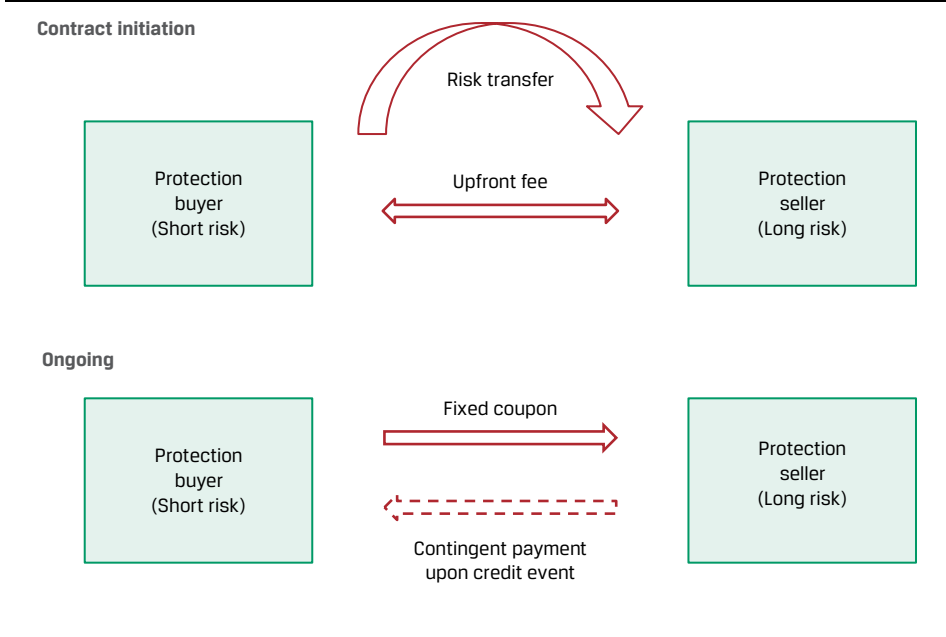 Contract initiation
Risk transfer
Protection
buyer
(Short risk)
Upfront fee
Protection
seller
(Long risk)
Ongoing
Protection
buyer
(Short risk)
Fixed coupon
Contingent payment
upon credit event
Protection
seller
(Long risk)